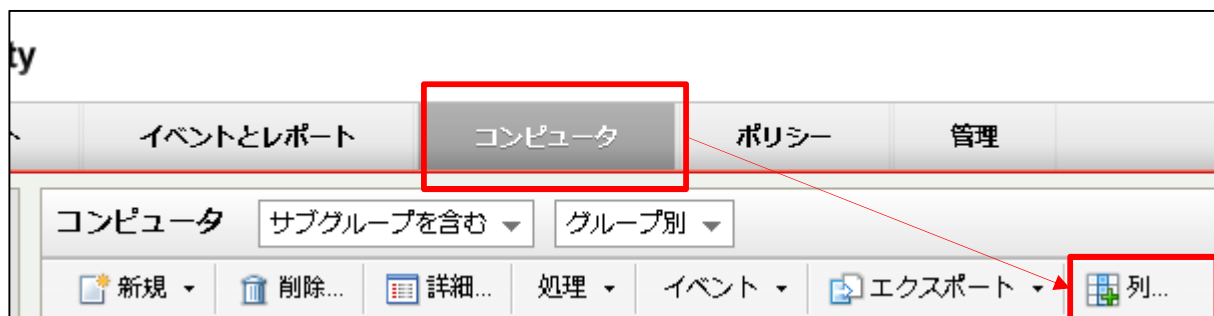 ty
ト イベントとレポート コンピュータ ポリシー 管理
コンピュータ サブグループを含む グループ別
新規 削除... 詳細... 処理 イベント エクスポート 列...